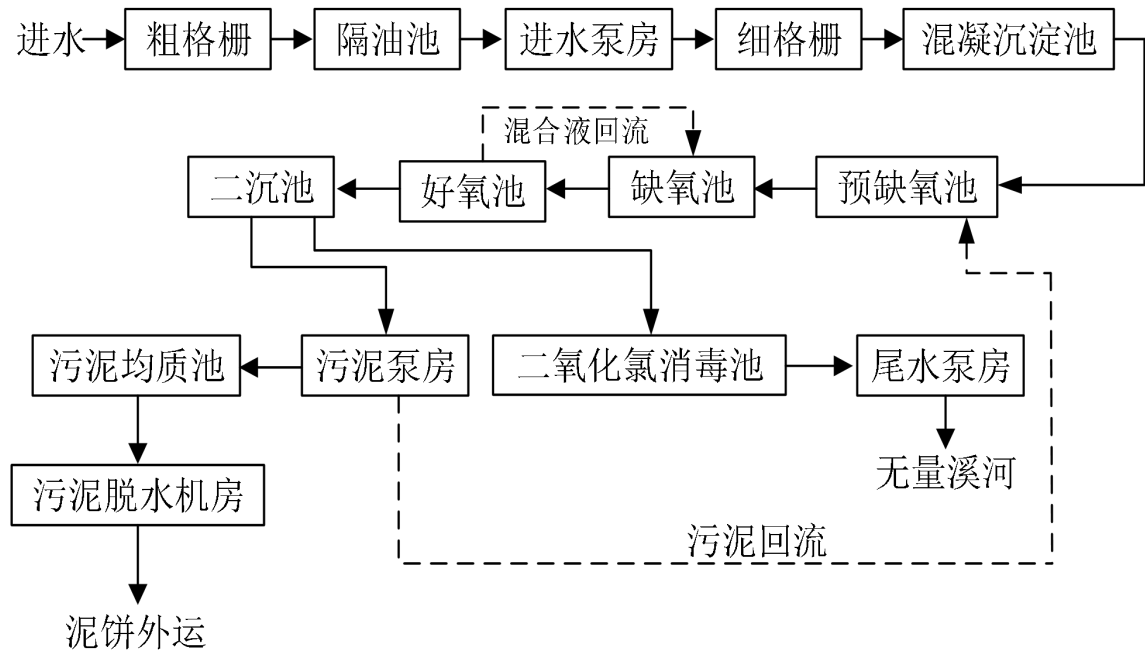 进水
粗格栅
隔油池
进水泵房
细格栅
混凝沉淀池
混合液回流
二沉池
好氧池
缺氧池
预缺氧池
污泥均质池
污泥泵房
二氧化氯消毒池
尾水泵房
污泥脱水机房
无量溪河
污泥回流
泥饼外运